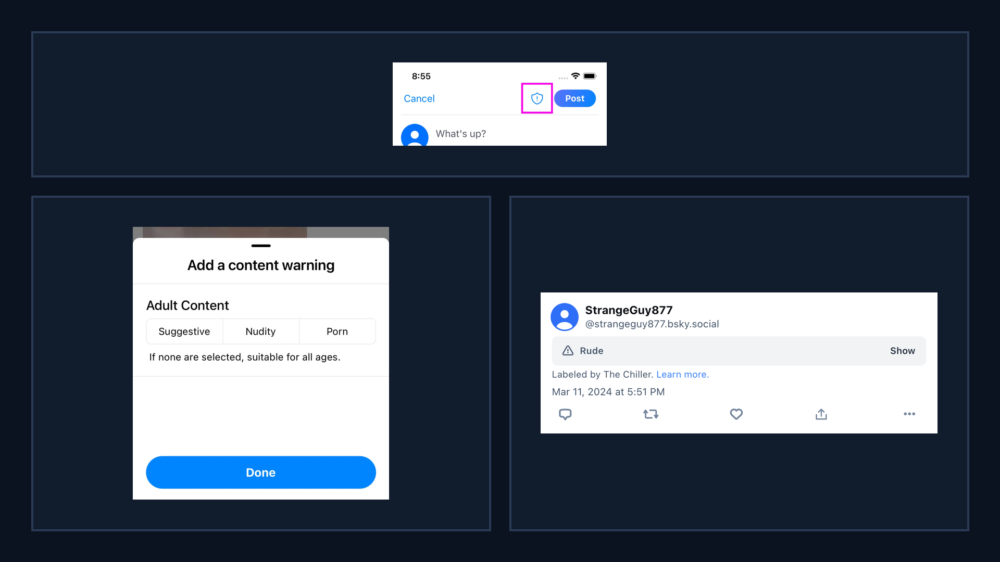 8:55
Cancel
Post
What's up?
Add a content warning
Adult Content
Suggestive Nudity Porn
If none are selected, suitable for all ages.
Done
StrangeGuy877
@strangeguy877.bsky.social
Rude Show
Labeled by The Chiller. Learn more.
Mar 11, 2024 at 5:51 PM